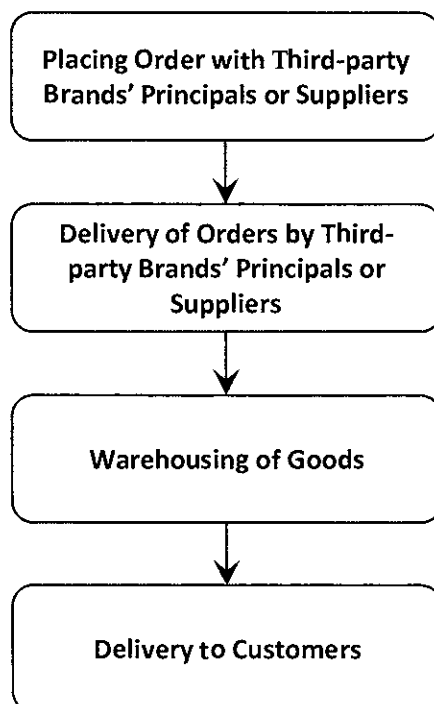 Placing Order with Third-party
Brands' Principals or Suppliers
Delivery of Orders by Third-
party Brands' Principals or
Suppliers
Warehousing of Goods
Delivery to Customers